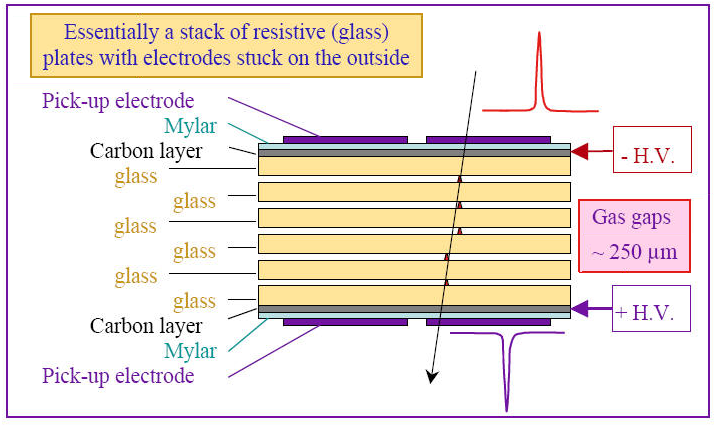 Essentially a stack of resistive (glass)
plates with electrodes stuck on the outside
Pick-up electrode
Mylar
Carbon layer
glass
glass
glass
glass
glass
glass
Carbon layer
Mylar
Pick-up electrode
- H.V.
Gas gaps
~ 250 µm
+ H.V.